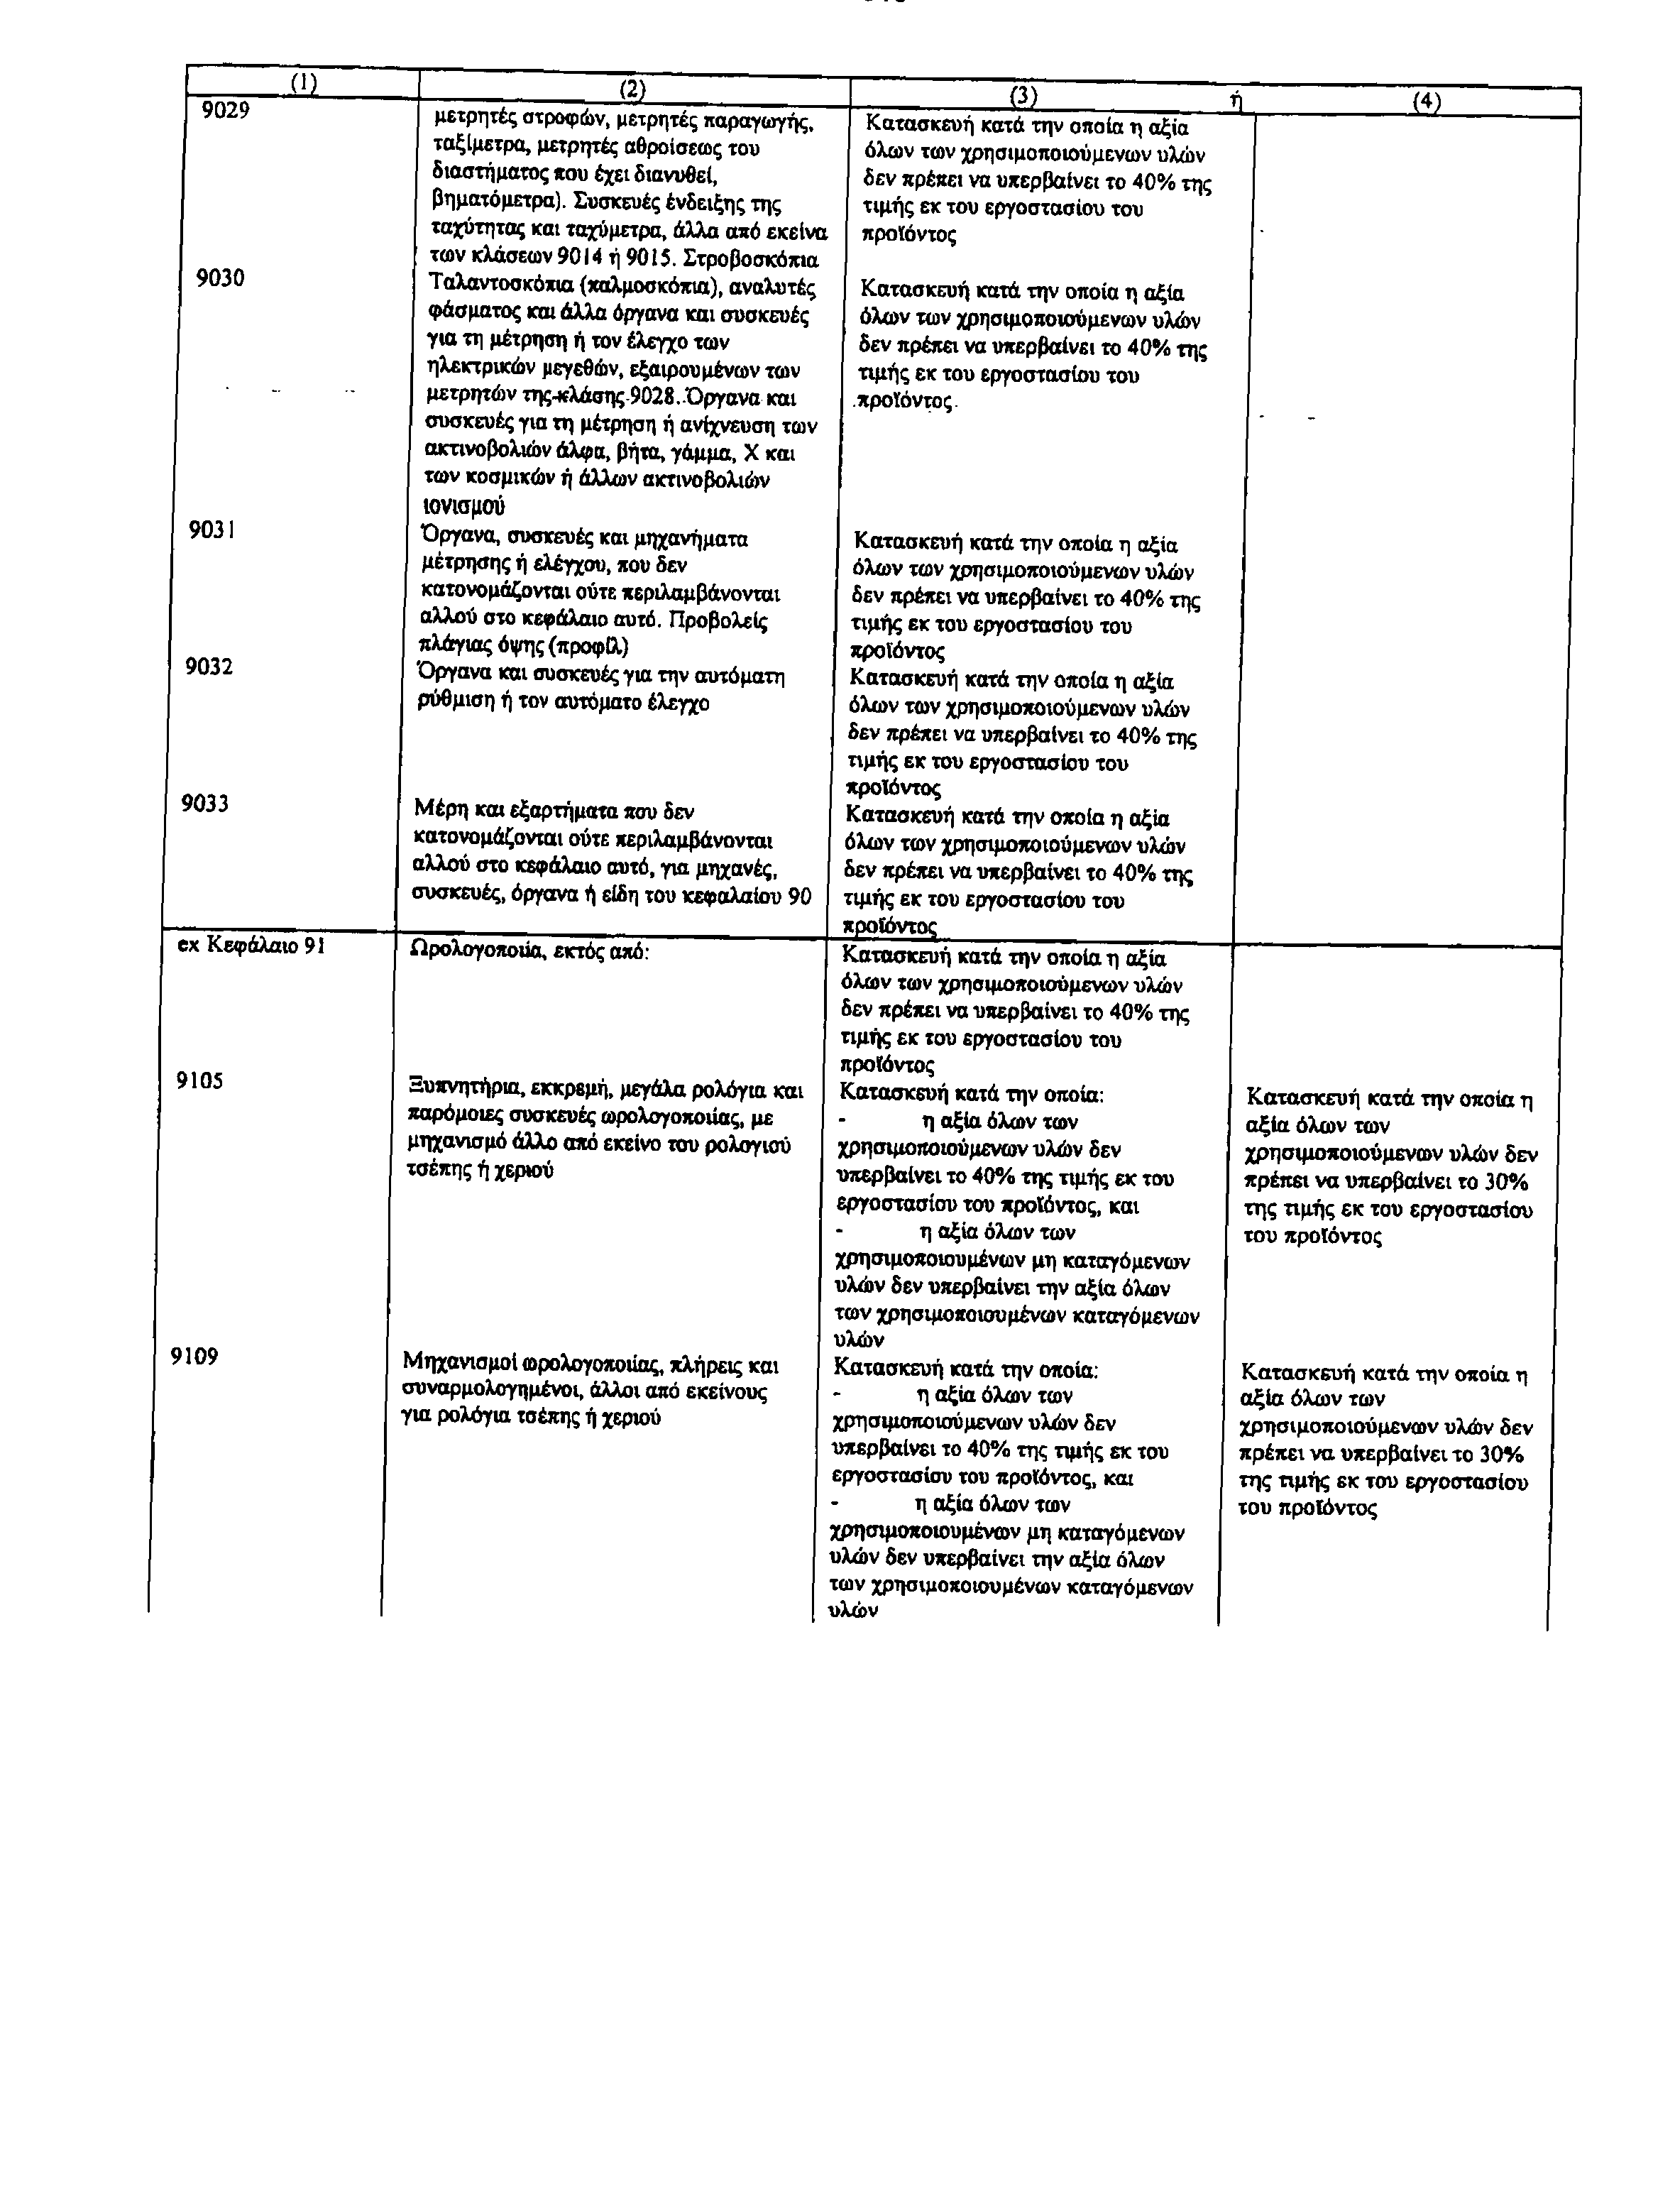 (1) (2) (3) ή (4)
9029
μετρητές στροφών, μετρητές παραγωγής,
ταξίμετρα, μετρητές αθροίσεως του
διαστήματος που έχει διανυθεί,
βηματόμετρα). Συσκευές ένδειξης της
ταχύτητας και ταχύμετρα, άλλα από εκείνα
των κλάσεων 9014 ή 9015. Στροβοσκόπια
Κατασκευή κατά την οποία η αξία
όλων των χρησιμοποιούμενων υλών
δεν πρέπει να υπερβαίνει το 40% της
τιμής εκ του εργοστασίου του
προϊόντος
9030
Ταλαντοσκόπια (παλμοσκόπια), αναλυτές
φάσματος και άλλα όργανα και συσκευές
για τη μέτρηση ή τον έλεγχο των
ηλεκτρικών μεγεθών, εξαιρουμένων των
μετρητών της κλάσης 9028. Όργανα και
συσκευές για τη μέτρηση ή ανίχνευση των
ακτινοβολιών άλφα, βήτα, γάμμα, Χ και
των κοσμικών ή άλλων ακτινοβολιών
ιονισμού
Κατασκευή κατά την οποία η αξία
όλων των χρησιμοποιούμενων υλών
δεν πρέπει να υπερβαίνει το 40% της
τιμής εκ του εργοστασίου του
προϊόντος
9031
Όργανα, συσκευές και μηχανήματα
μέτρησης ή ελέγχου, που δεν
κατονομάζονται ούτε περιλαμβάνονται
αλλού στο κεφάλαιο αυτό. Προβολείς
πλάγιας όψης (προφίλ)
Κατασκευή κατά την οποία η αξία
όλων των χρησιμοποιούμενων υλών
δεν πρέπει να υπερβαίνει το 40% της
τιμής εκ του εργοστασίου του
προϊόντος
9032
Όργανα και συσκευές για την αυτόματη
ρύθμιση ή τον αυτόματο έλεγχο
Κατασκευή κατά την οποία η αξία
όλων των χρησιμοποιούμενων υλών
δεν πρέπει να υπερβαίνει το 40% της
τιμής εκ του εργοστασίου του
προϊόντος
9033
Μέρη και εξαρτήματα που δεν
κατονομάζονται ούτε περιλαμβάνονται
αλλού στο κεφάλαιο αυτό, για μηχανές,
συσκευές, όργανα ή είδη του κεφαλαίου 90
Κατασκευή κατά την οποία η αξία
όλων των χρησιμοποιούμενων υλών
δεν πρέπει να υπερβαίνει το 40% της
τιμής εκ του εργοστασίου του
προϊόντος
ex Κεφάλαιο 91
Ωρολογοποιία, εκτός από:
Κατασκευή κατά την οποία η αξία
όλων των χρησιμοποιούμενων υλών
δεν πρέπει να υπερβαίνει το 40% της
τιμής εκ του εργοστασίου του
προϊόντος
9105
Ξυπνητήρια, εκκρεμή, μεγάλα ρολόγια και
παρόμοιες συσκευές ωρολογοποιίας, με
μηχανισμό άλλο από εκείνο του ρολογιού
τσέπης ή χεριού
Κατασκευή κατά την οποία:
- η αξία όλων των
χρησιμοποιούμενων υλών δεν
υπερβαίνει το 40% της τιμής εκ του
εργοστασίου του προϊόντος, και
- η αξία όλων των
χρησιμοποιουμένων μη καταγόμενων
υλών δεν υπερβαίνει την αξία όλων
των χρησιμοποιουμένων καταγόμενων
υλών
Κατασκευή κατά την οποία η
αξία όλων των
χρησιμοποιούμενων υλών δεν
πρέπει να υπερβαίνει το 30%
της τιμής εκ του εργοστασίου
του προϊόντος
9109
Μηχανισμοί ωρολογοποιίας, πλήρεις και
συναρμολογημένοι, άλλοι από εκείνους
για ρολόγια τσέπης ή χεριού
Κατασκευή κατά την οποία:
- η αξία όλων των
χρησιμοποιούμενων υλών δεν
υπερβαίνει το 40% της τιμής εκ του
εργοστασίου του προϊόντος, και
- η αξία όλων των
χρησιμοποιουμένων μη καταγόμενων
υλών δεν υπερβαίνει την αξία όλων
των χρησιμοποιουμένων καταγόμενων
υλών
Κατασκευή κατά την οποία η
αξία όλων των
χρησιμοποιούμενων υλών δεν
πρέπει να υπερβαίνει το 30%
της τιμής εκ του εργοστασίου
του προϊόντος